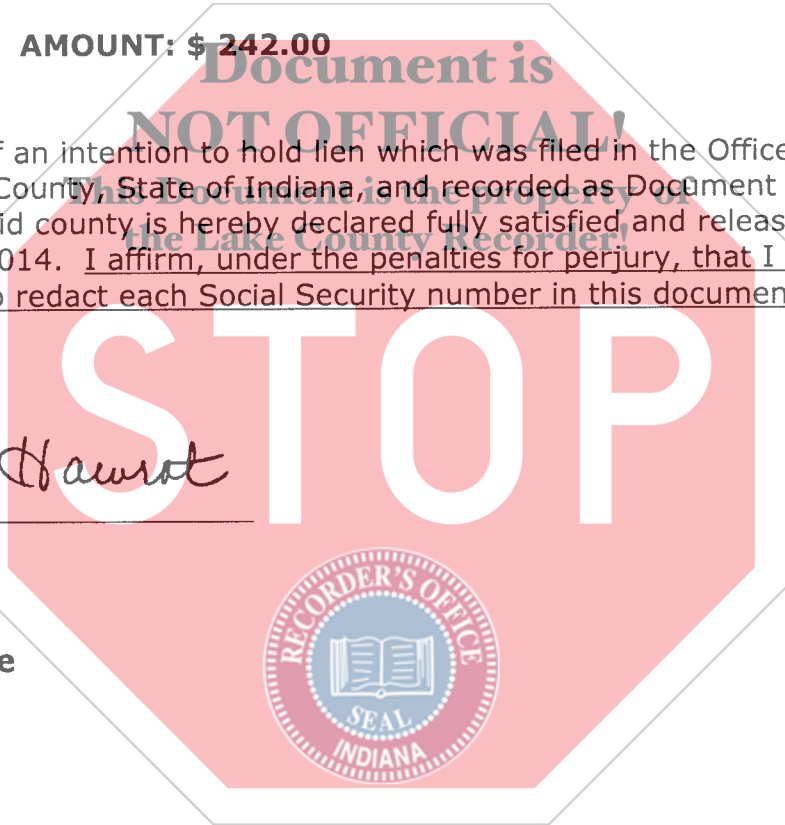 AMOUNT: $ 242.00
Document is
NOT OFFICIAL!
f an intention to hold lien which was filed in the Office
County, State of Indiana, and recorded as Document
This Document is the property of
id county is hereby declared fully satisfied and releas
the Lake County Recorder!
014. I affirm, under the penalties for perjury, that I
o redact each Social Security number in this documen
STOP
Hawrot
RECORDER'S OFFICE
SEAL
INDIANA
e